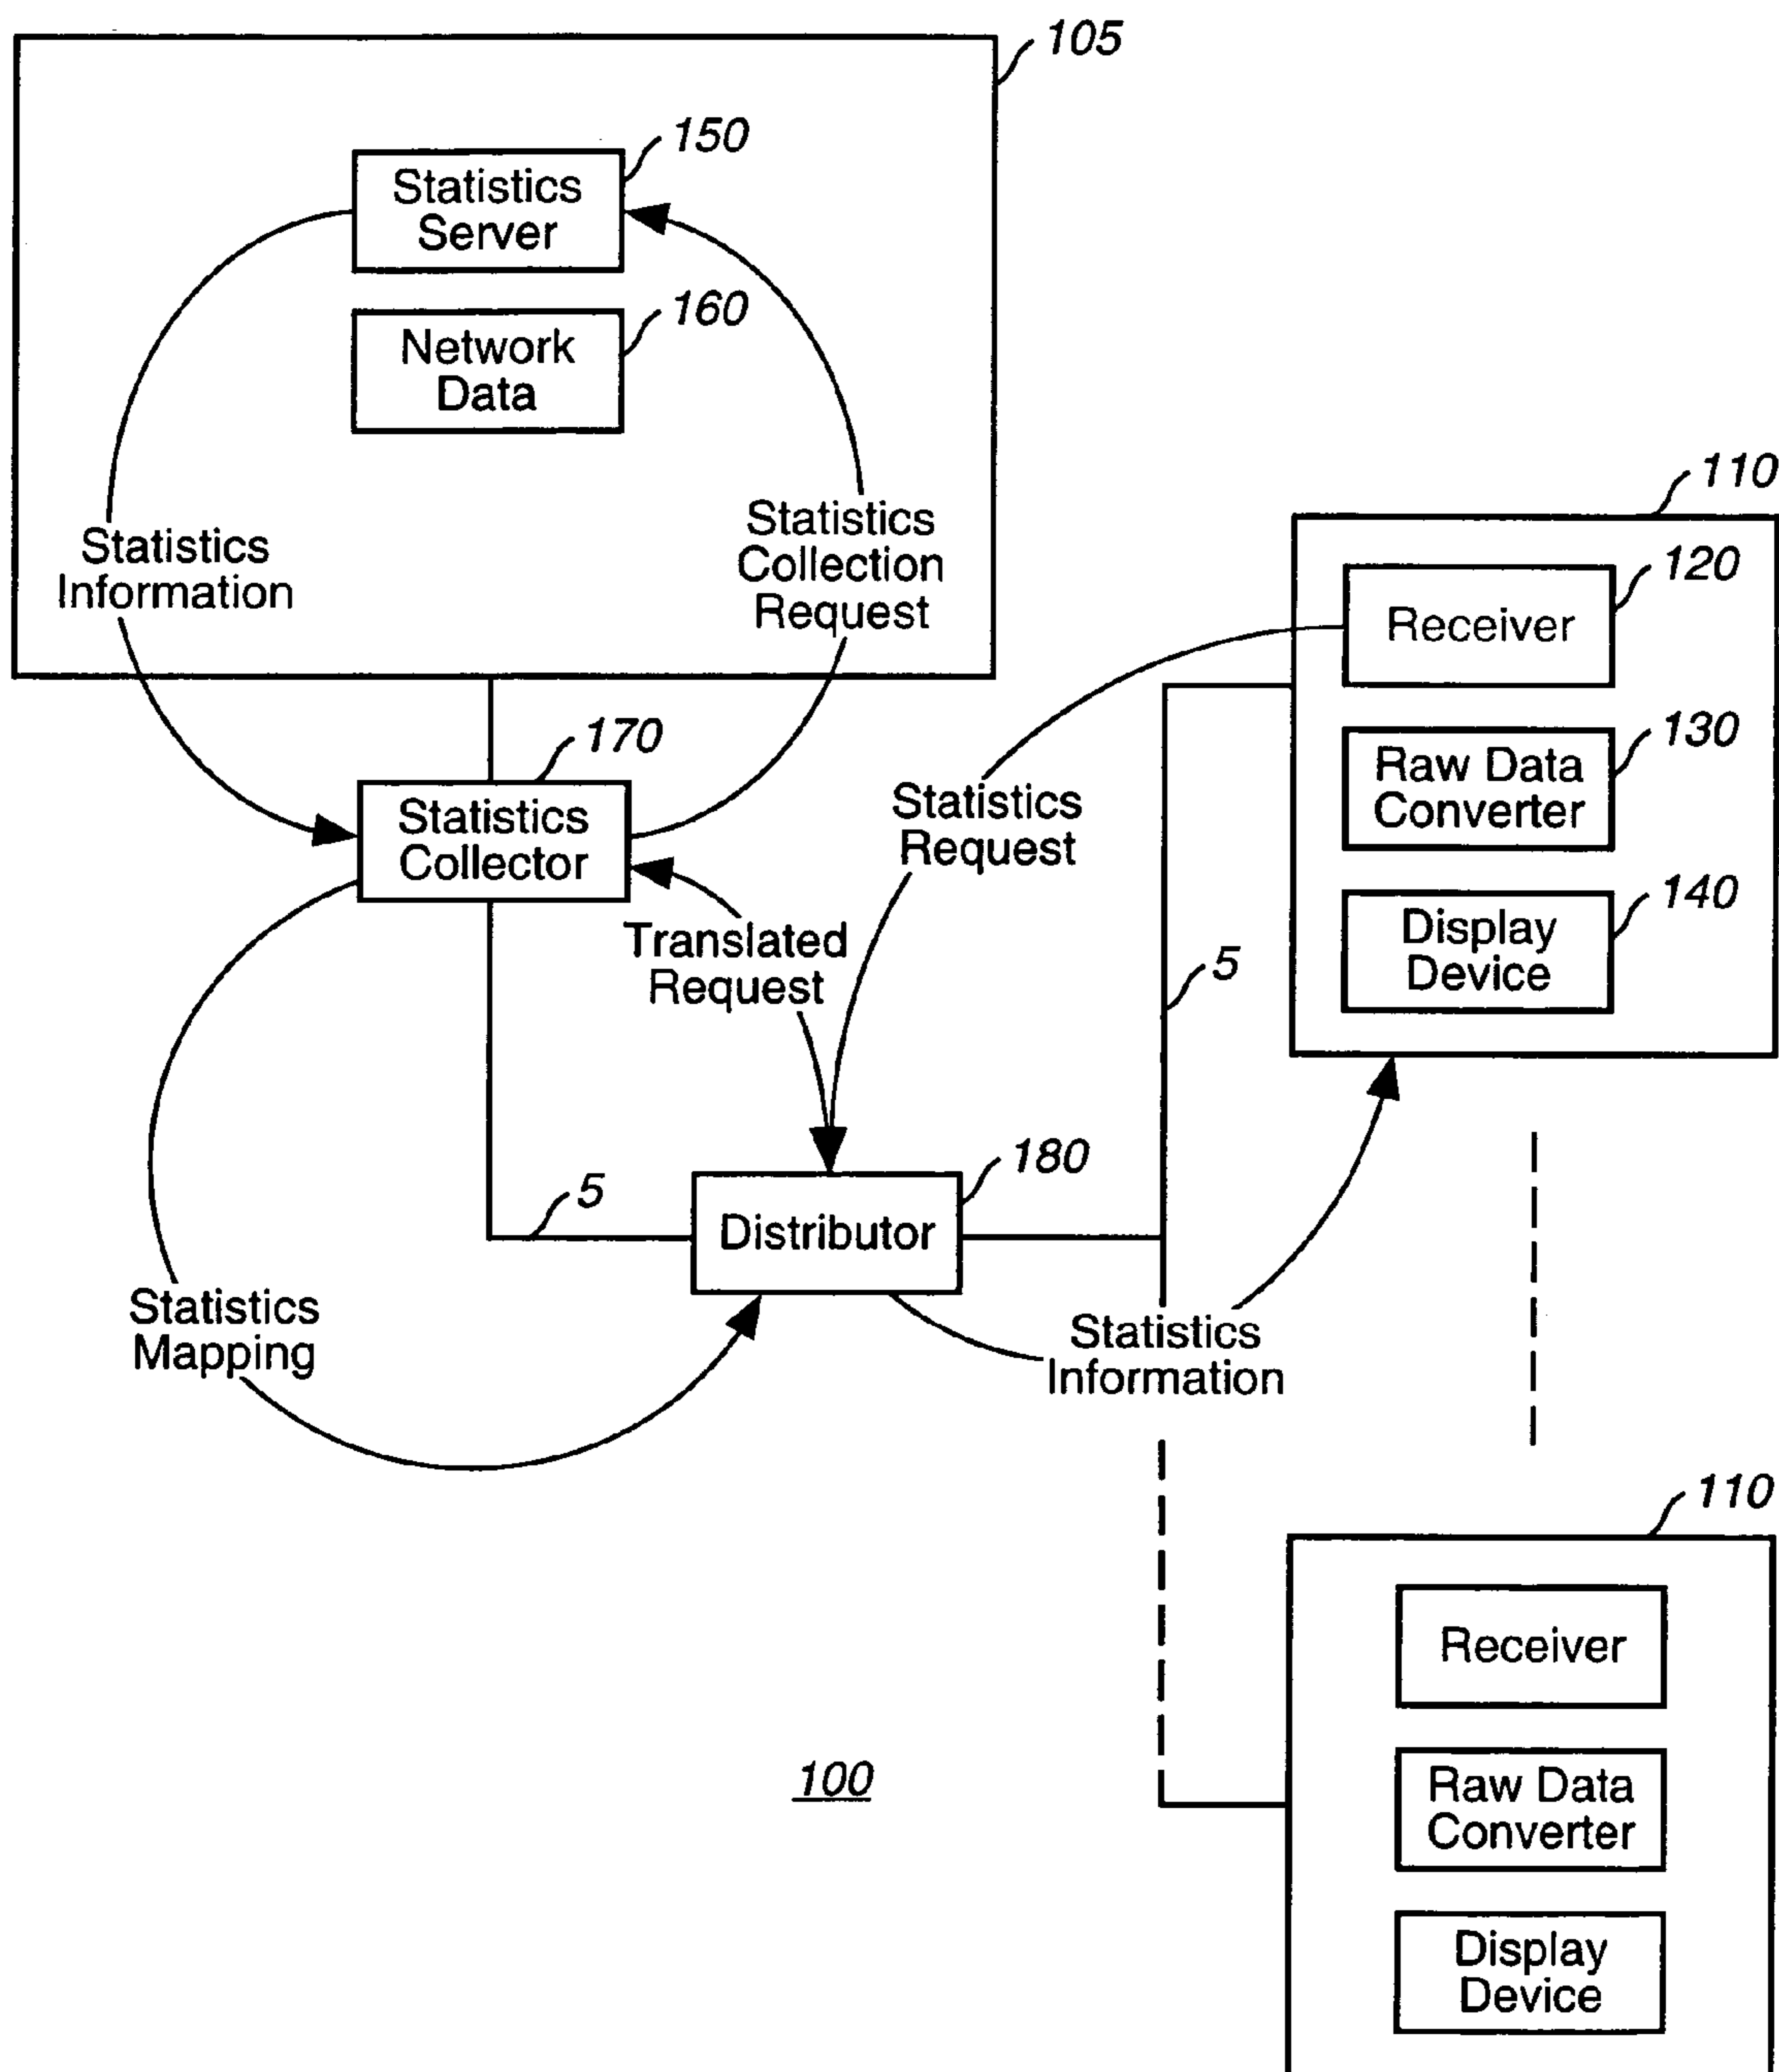 105
150
Statistics
Server
160
Network
Data
Statistics
Information
Statistics
Collection
Request
110
120
Receiver
130
Raw Data
Converter
140
Display
Device
170
Statistics
Collector
Statistics
Request
Translated
Request
5
180
Distributor
5
Statistics
Mapping
Statistics
Information
110
Receiver
Raw Data
Converter
Display
Device
100